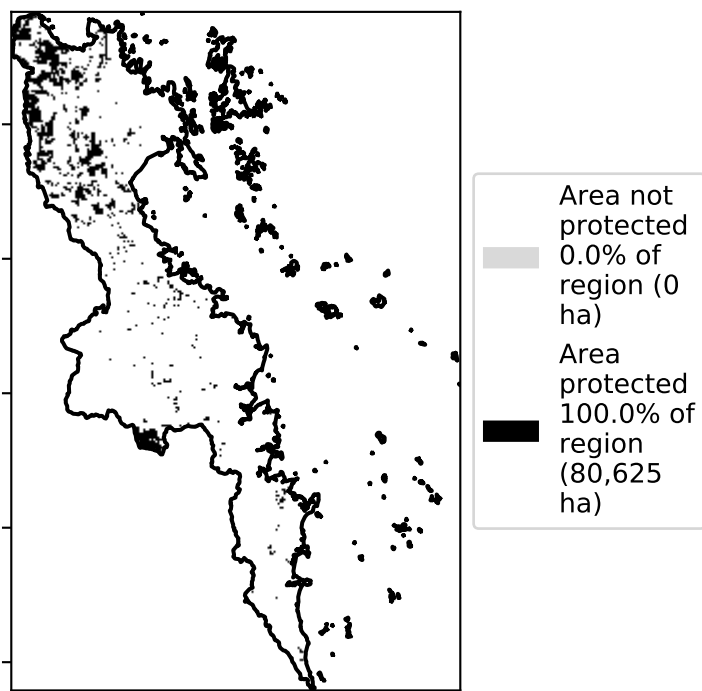 Area not
protected
0.0% of
region (0
ha)
Area
protected
100.0% of
region
(80,625
ha)